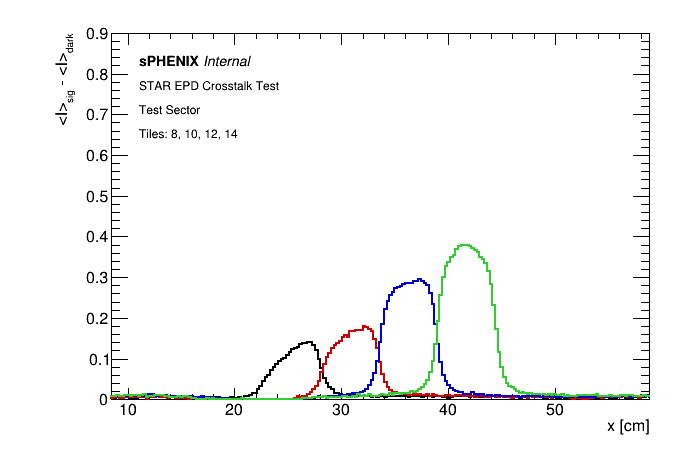 0.9
0.8
0.7
0.6
0.5
0.4
0.3
0.2
0.1
0
<I>sig - <I>dark
sPHENIX Internal
STAR EPD Crosstalk Test
Test Sector
Tiles: 8, 10, 12, 14
10 20 30 40 50
x [cm]